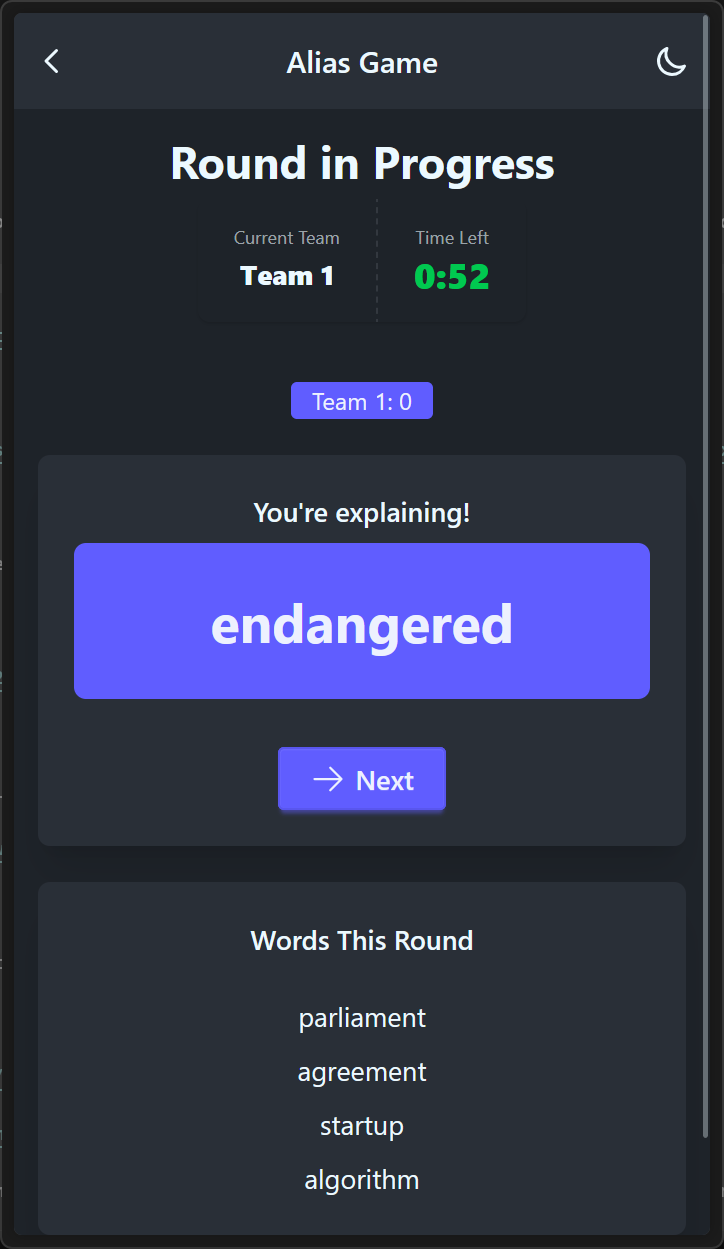 Alias Game
Round in Progress
Current Team
Team 1
Time Left
0:52
Team 1: 0
You're explaining!
endangered
Next
Words This Round
parliament
agreement
startup
algorithm